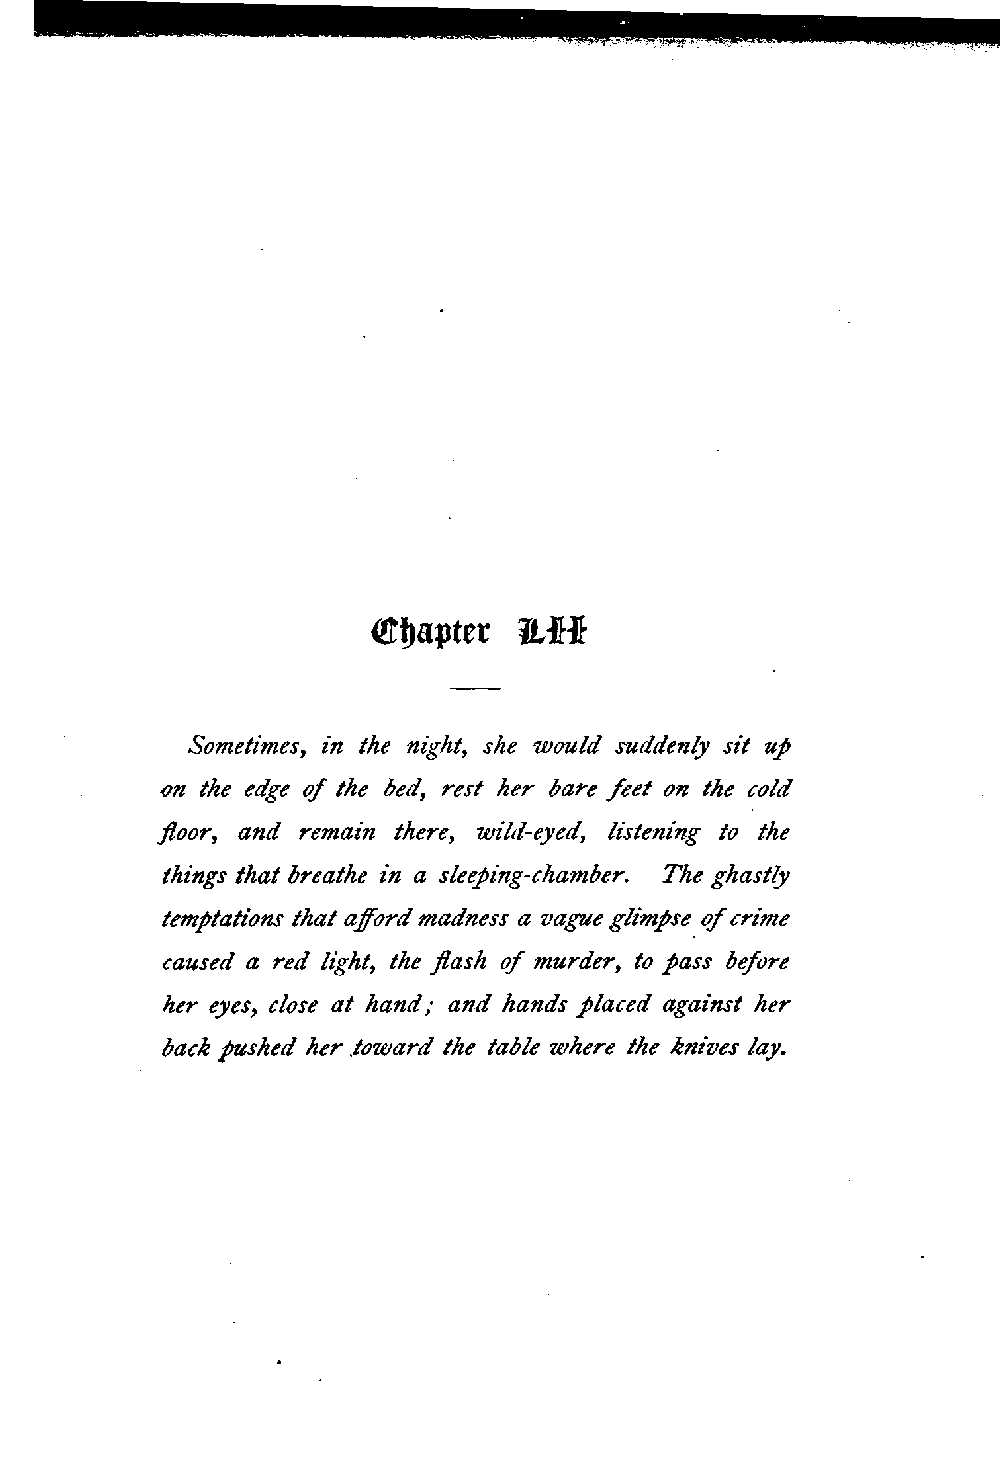 Chapter LII
Sometimes, in the night, she would suddenly sit up
on the edge of the bed, rest her bare feet on the cold
floor, and remain there, wild-eyed, listening to the
things that breathe in a sleeping-chamber. The ghastly
temptations that afford madness a vague glimpse of crime
caused a red light, the flash of murder, to pass before
her eyes, close at hand; and hands placed against her
back pushed her toward the table where the knives lay.